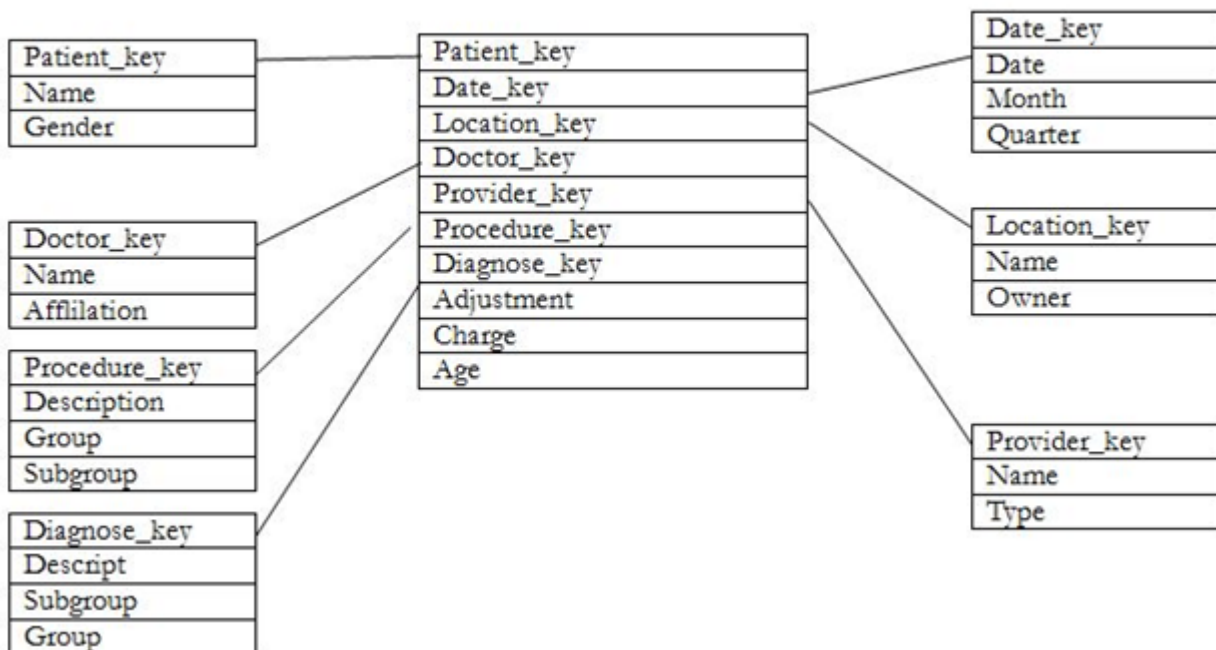 Patient_key
Name
Gender
Doctor_key
Name
Afflilation
Procedure_key
Description
Group
Subgroup
Diagnose_key
Descript
Subgroup
Group
Patient_key
Date_key
Location_key
Doctor_key
Provider_key
Procedure_key
Diagnose_key
Adjustment
Charge
Age
Date_key
Date
Month
Quarter
Location_key
Name
Owner
Provider_key
Name
Type